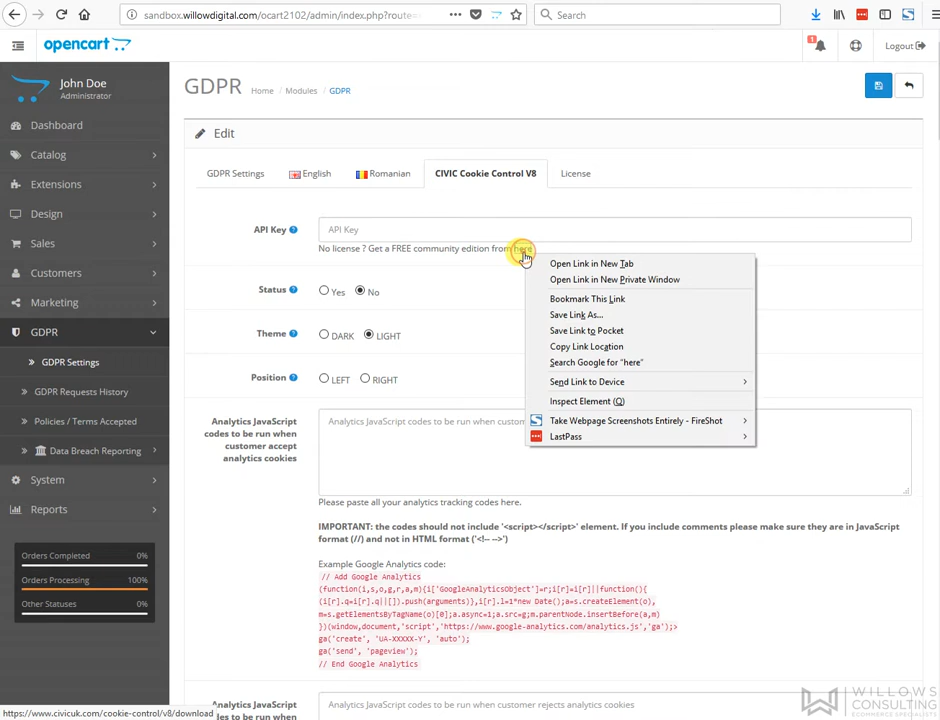 sandbox.willowdigital.com/ocart2102/admin/index.php?route=
Search
opencart
1
Logout
John Doe
Administrator
GDPR
Home
Modules
GDPR
Dashboard
Catalog
Extensions
Design
Sales
Customers
Marketing
GDPR
GDPR Settings
GDPR Requests History
Policies / Terms Accepted
Data Breach Reporting
System
Reports
Orders Completed 0%
Orders Processing 100%
Other Statuses 0%
Edit
GDPR Settings
English
Romanian
CIVIC Cookie Control V8
License
API Key
API Key
No license ? Get a FREE community edition from here
Status
Yes
No
Theme
DARK
LIGHT
Position
LEFT
RIGHT
Open Link in New Tab
Open Link in New Private Window
Bookmark This Link
Save Link As...
Save Link to Pocket
Copy Link Location
Search Google for "here"
Send Link to Device
Inspect Element (Q)
Take Webpage Screenshots Entirely - FireShot
LastPass
Analytics JavaScript
codes to be run when
customer accept
analytics cookies
Analytics JavaScript codes to be run when
Please paste all your analytics tracking codes here.
IMPORTANT: the codes should not include '<script></script>' element. If you include comments please make sure they are in JavaScript
format (//) and not in HTML format ('<!-- -->')
Example Google Analytics code:
// Add Google Analytics
(function(i,s,o,g,r,a,m){i['GoogleAnalyticsObject']=r;i[r]=i[r]||function(){
(i[r].q=i[r].q||[]).push(arguments)},i[r].l=1*new Date();a=s.createElement(o),
m=s.getElementsByTagName(o)[0];a.async=1;a.src=g;m.parentNode.insertBefore(a,m)
})(window,document,'script','https://www.google-analytics.com/analytics.js','ga');>
ga('create', 'UA-XXXXX-Y', 'auto');
ga('send', 'pageview');
// End Google Analytics
Analytics JavaScript
codes to be run when
Analytics JavaScript codes to be run when customer rejects analytics cookies
https://www.civicuk.com/cookie-control/v8/download
WILLOWS
CONSULTING
ECOMMERCE SPECIALISTS